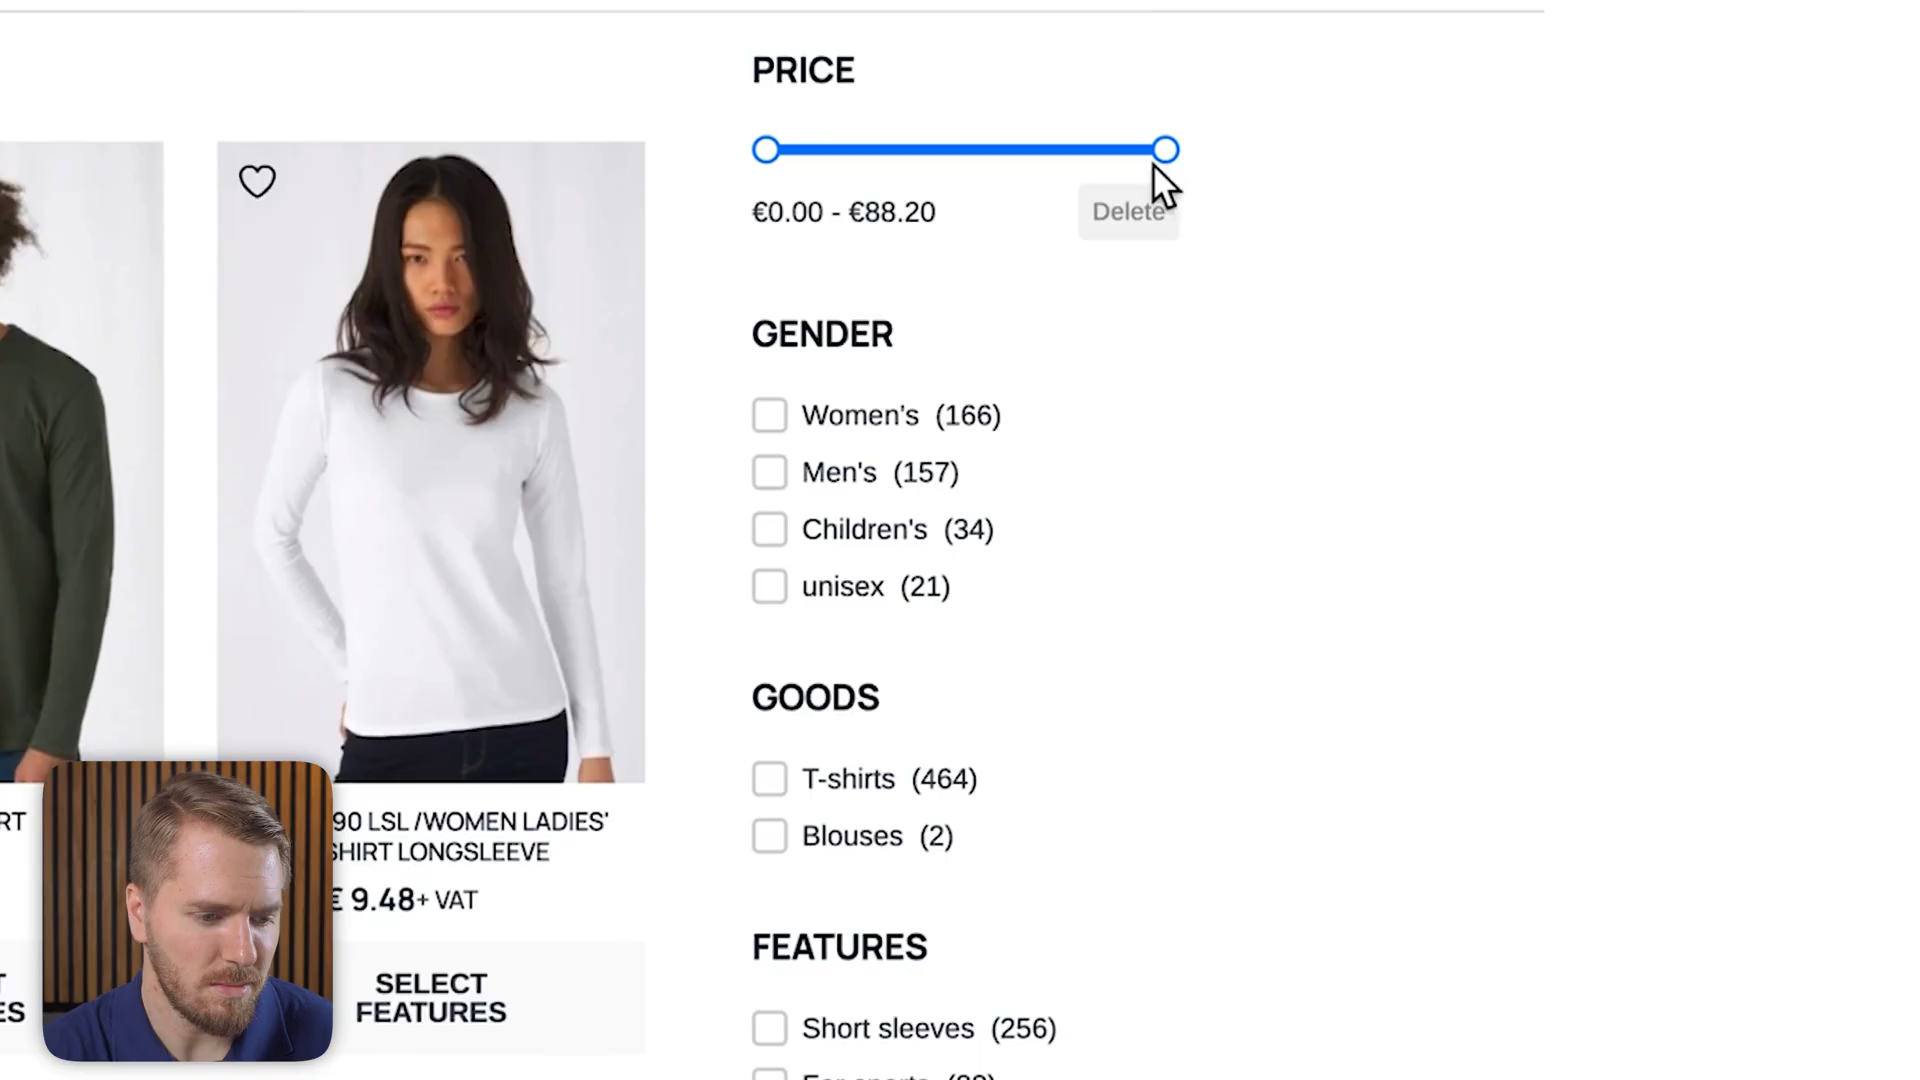 PRICE
€0.00 - €88.20
Delete
GENDER
Women's (166)
Men's (157)
Children's (34)
unisex (21)
GOODS
T-shirts (464)
Blouses (2)
FEATURES
Short sleeves (256)
RT
90 LSL /WOMEN LADIES'
SHIRT LONGSLEEVE
€ 9.48+ VAT
SELECT
FEATURES
T
ES